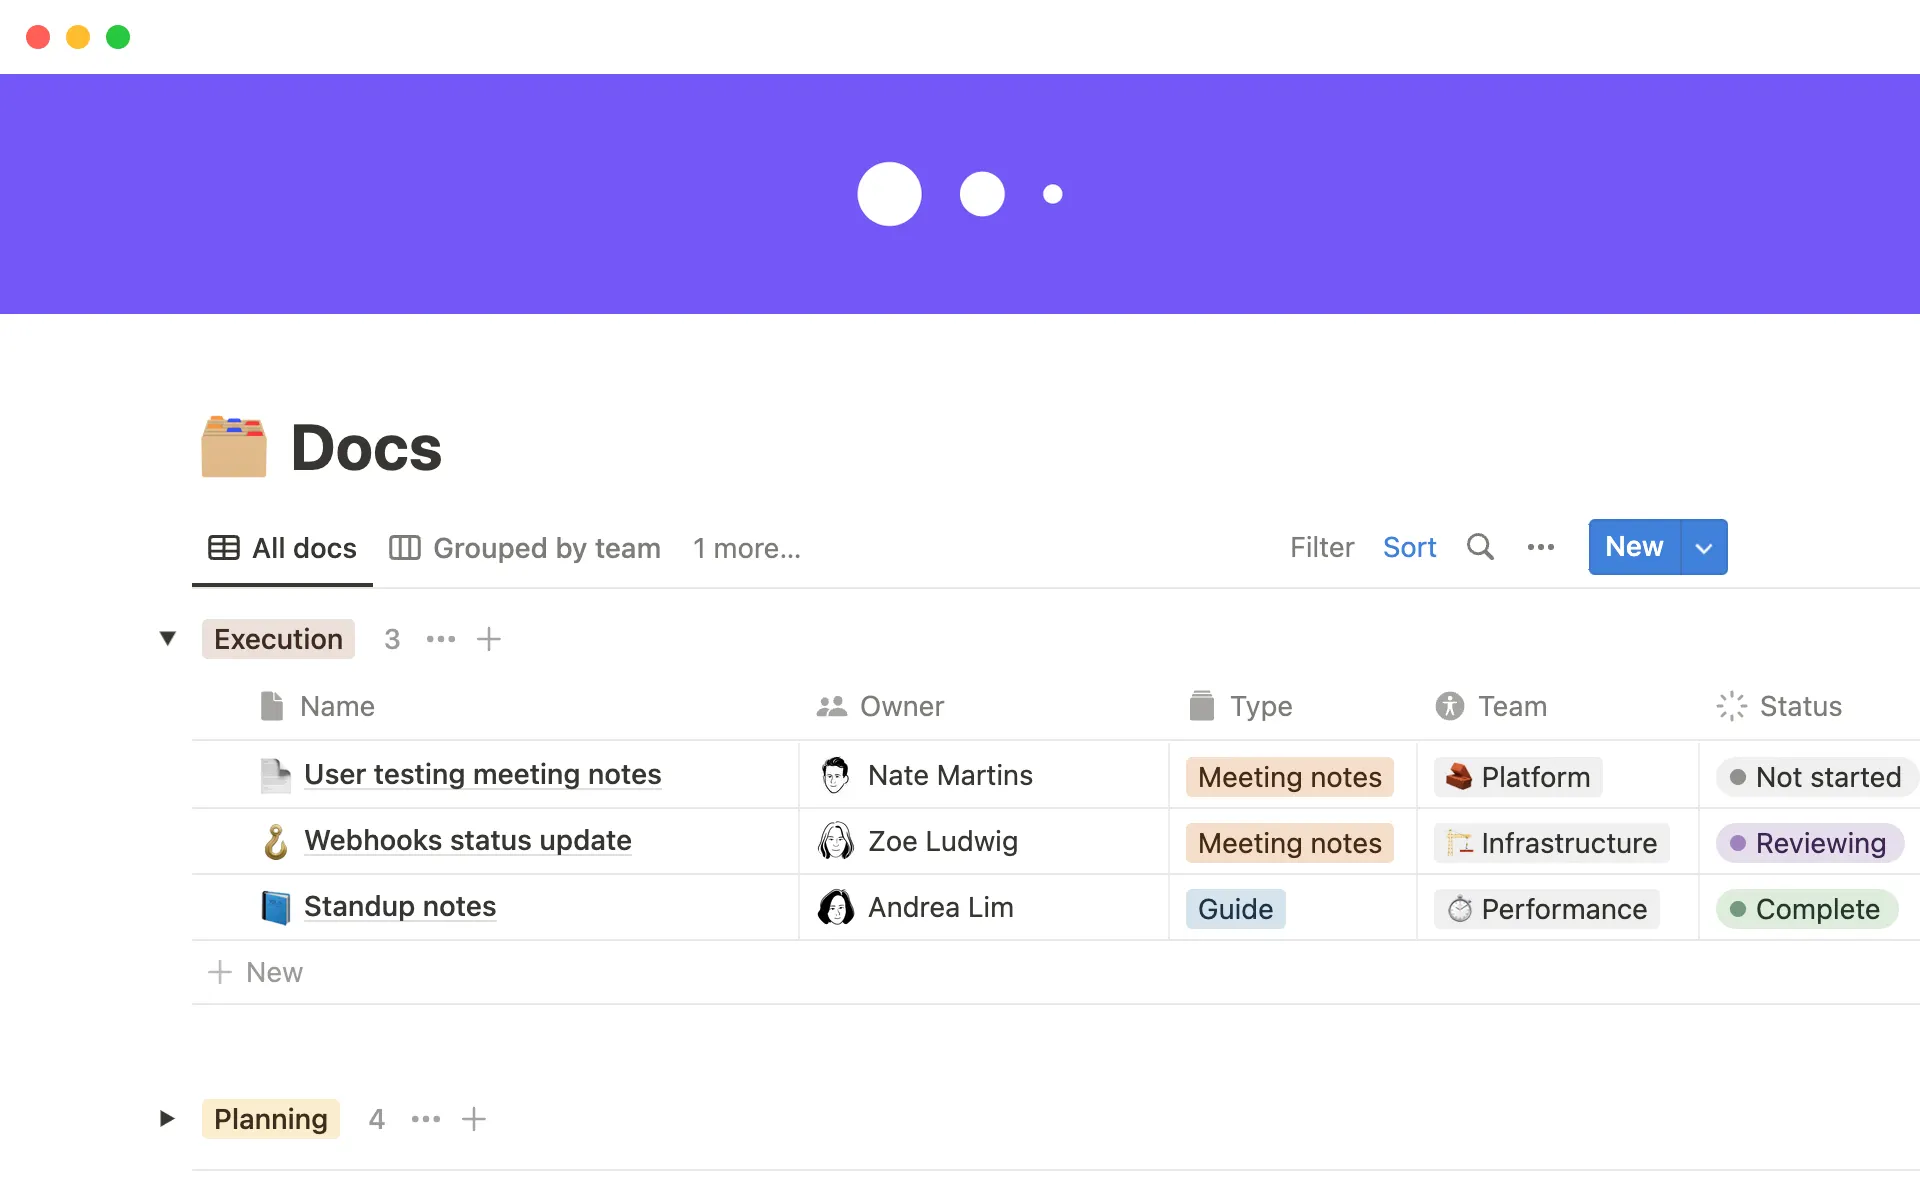 Docs
All docs Grouped by team 1 more... Filter Sort New
Execution 3
Name Owner Type Team Status
User testing meeting notes Nate Martins Meeting notes Platform Not started
Webhooks status update Zoe Ludwig Meeting notes Infrastructure Reviewing
Standup notes Andrea Lim Guide Performance Complete
New
Planning 4